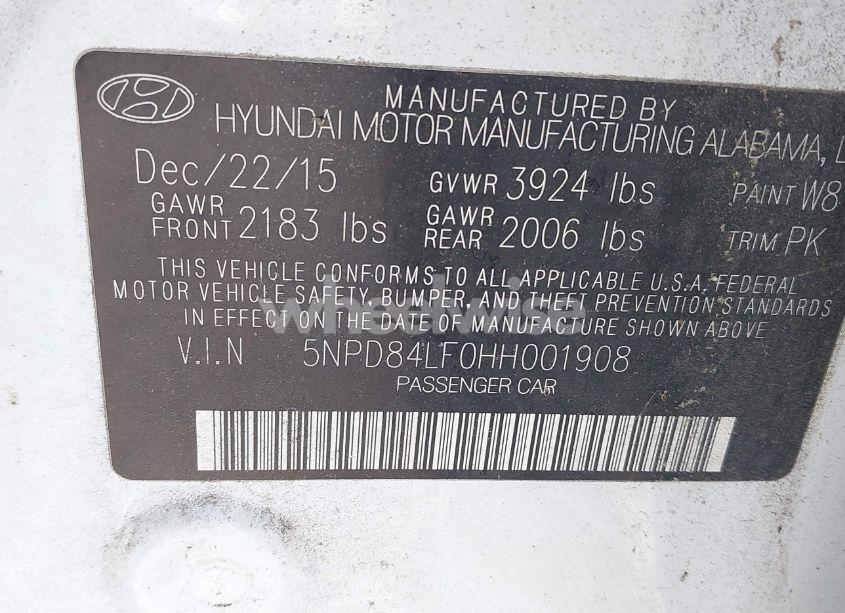 MANUFACTURED BY
HYUNDAI MOTOR MANUFACTURING ALABAMA, L
Dec/22/15 GVWR 3924 lbs PAINT W8
GAWR FRONT 2183 lbs GAWR REAR 2006 lbs TRIM PK
THIS VEHICLE CONFORMS TO ALL APPLICABLE U.S.A. FEDERAL
MOTOR VEHICLE SAFETY, BUMPER, AND THEFT PREVENTION STANDARDS
IN EFFECT ON THE DATE OF MANUFACTURE SHOWN ABOVE
wheelwise
V.I.N 5NPD84LF0HH001908
PASSENGER CAR